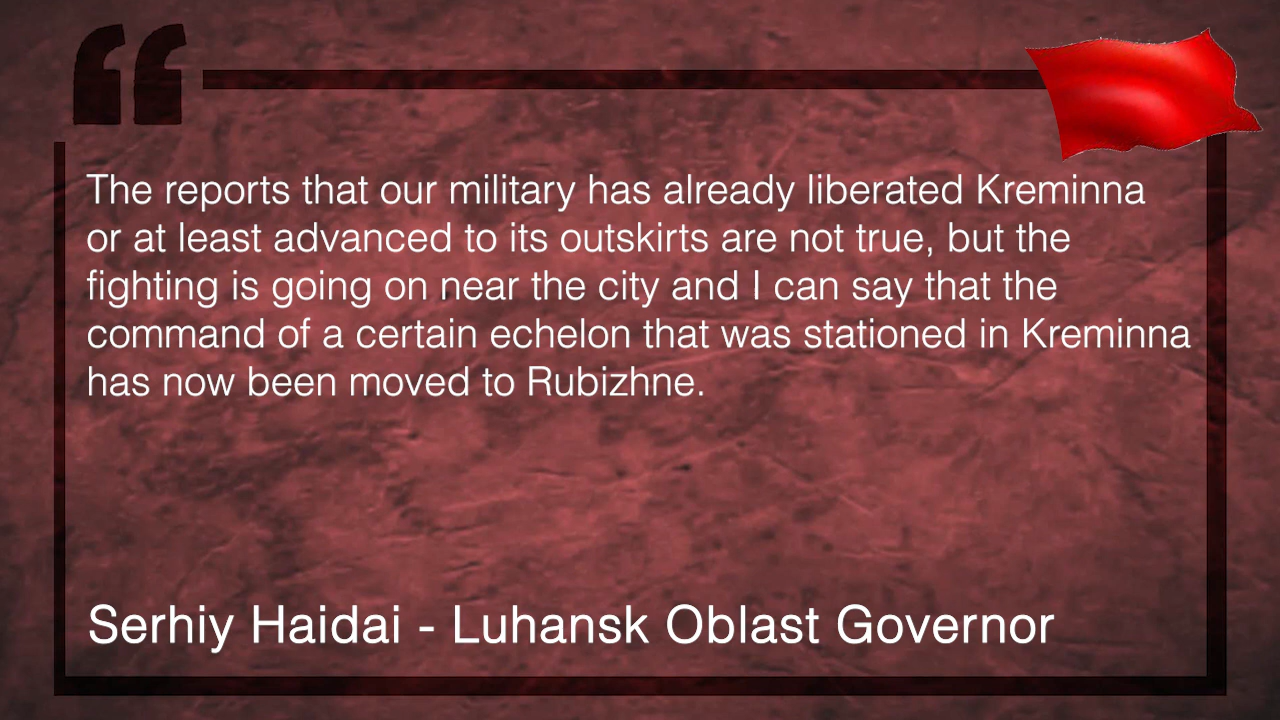 “
The reports that our military has already liberated Kreminna
or at least advanced to its outskirts are not true, but the
fighting is going on near the city and I can say that the
command of a certain echelon that was stationed in Kreminna
has now been moved to Rubizhne.
Serhiy Haidai - Luhansk Oblast Governor